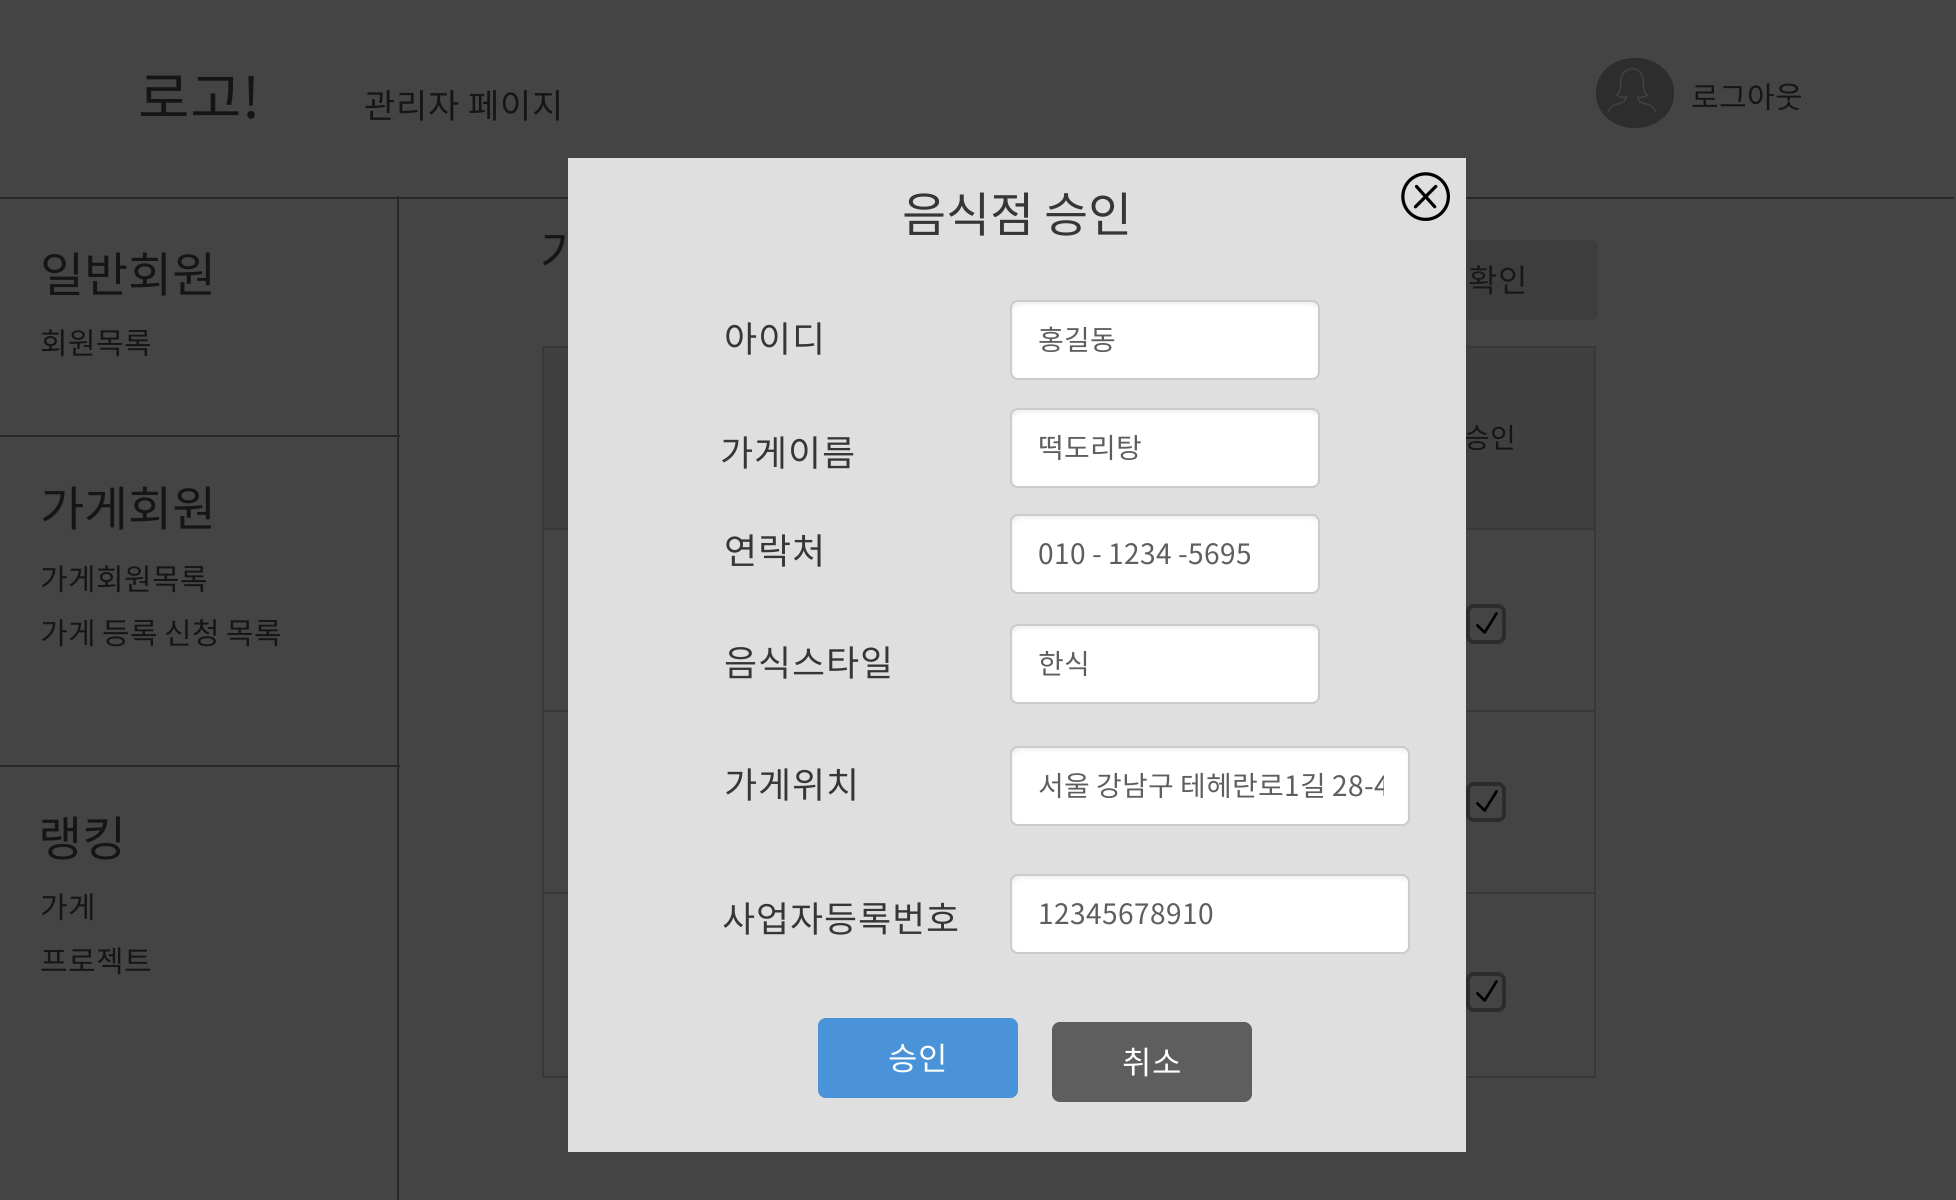 로고!
관리자 페이지
로그아웃
일반회원
회원목록
가게회원
가게회원목록
가게 등록 신청 목록
랭킹
가게
프로젝트
확인
승인
음식점 승인
아이디
홍길동
가게이름
떡도리탕
연락처
010 - 1234 -5695
음식스타일
한식
가게위치
서울 강남구 테헤란로1길 28-4
사업자등록번호
12345678910
승인
취소